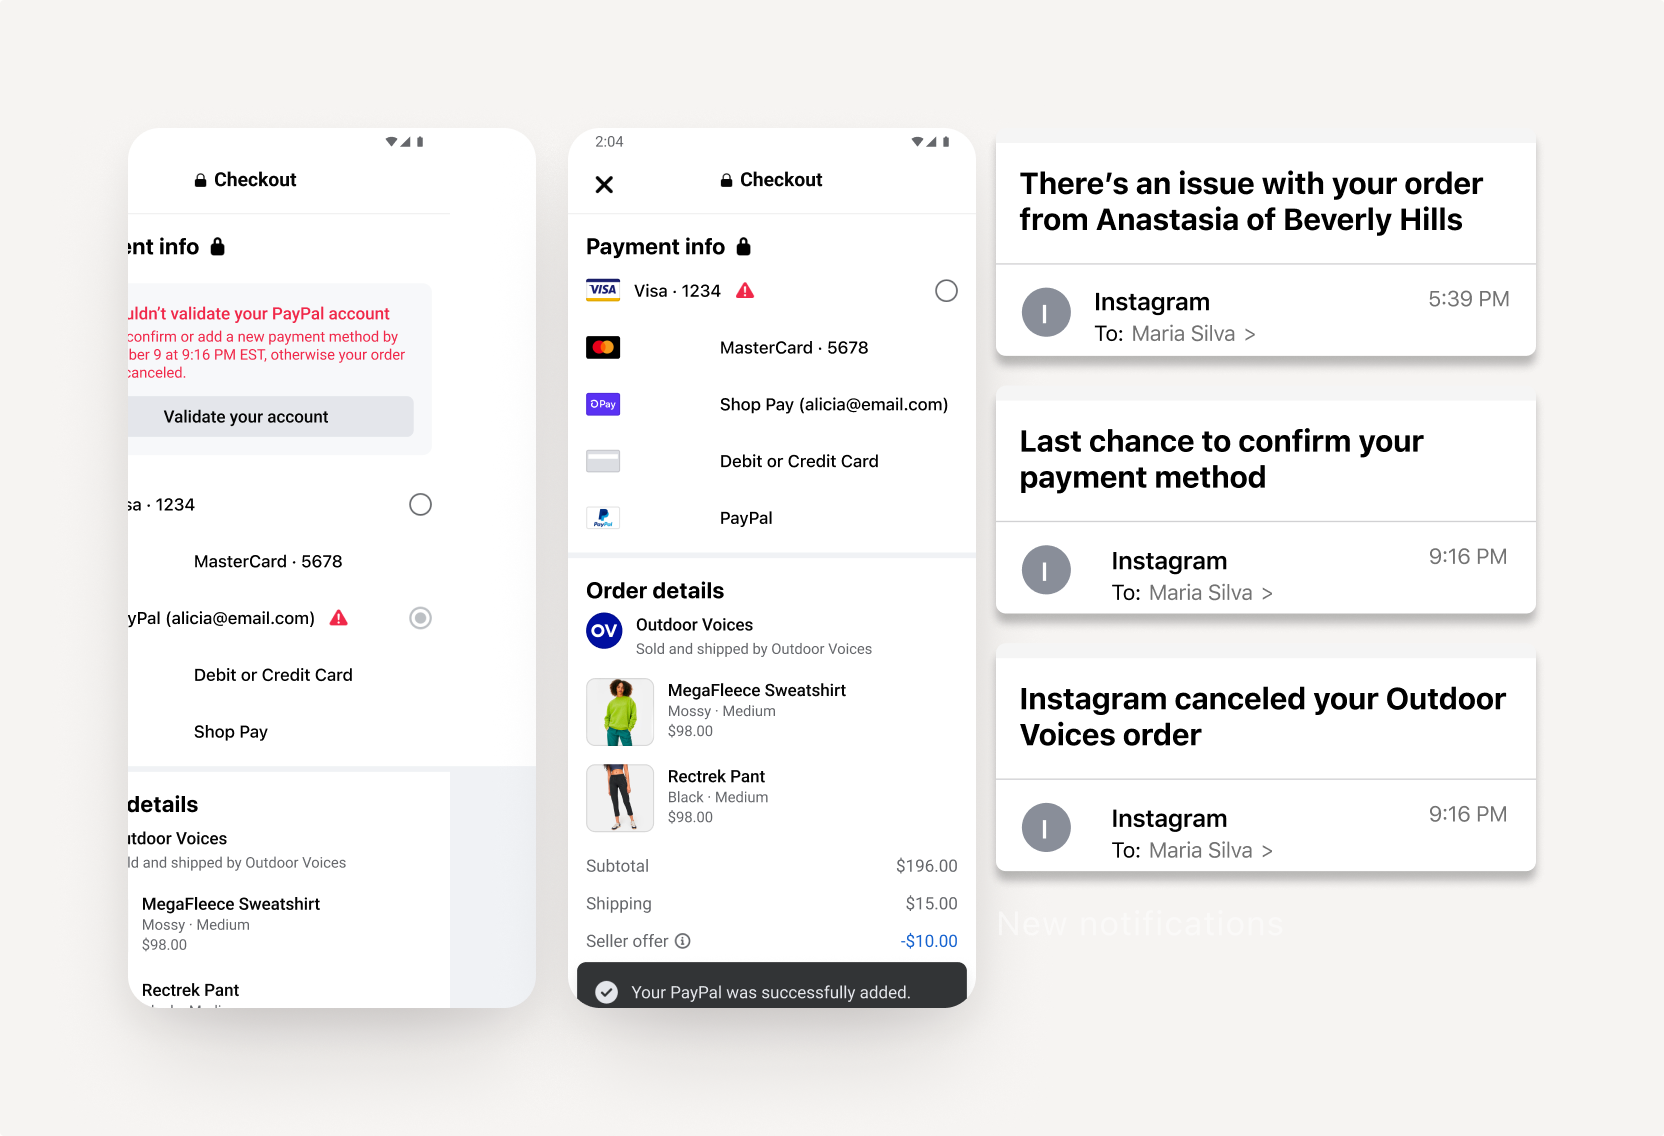 Checkout
ent info
uldn't validate your PayPal account
confirm or add a new payment method by
ber 9 at 9:16 PM EST, otherwise your order
canceled.
Validate your account
sa · 1234
MasterCard · 5678
yPal (alicia@email.com)
Debit or Credit Card
Shop Pay
details
utdoor Voices
ld and shipped by Outdoor Voices
MegaFleece Sweatshirt
Mossy · Medium
$98.00
Rectrek Pant
2:04
Checkout
Payment info
VISA Visa · 1234
MasterCard · 5678
Pay Shop Pay (alicia@email.com)
Debit or Credit Card
PayPal PayPal
Order details
OV Outdoor Voices
Sold and shipped by Outdoor Voices
MegaFleece Sweatshirt
Mossy · Medium
$98.00
Rectrek Pant
Black · Medium
$98.00
Subtotal $196.00
Shipping $15.00
Seller offer -$10.00
Your PayPal was successfully added.
There's an issue with your order
from Anastasia of Beverly Hills
I Instagram 5:39 PM
To: Maria Silva >
Last chance to confirm your
payment method
I Instagram 9:16 PM
To: Maria Silva >
Instagram canceled your Outdoor
Voices order
I Instagram 9:16 PM
To: Maria Silva >
New notifications